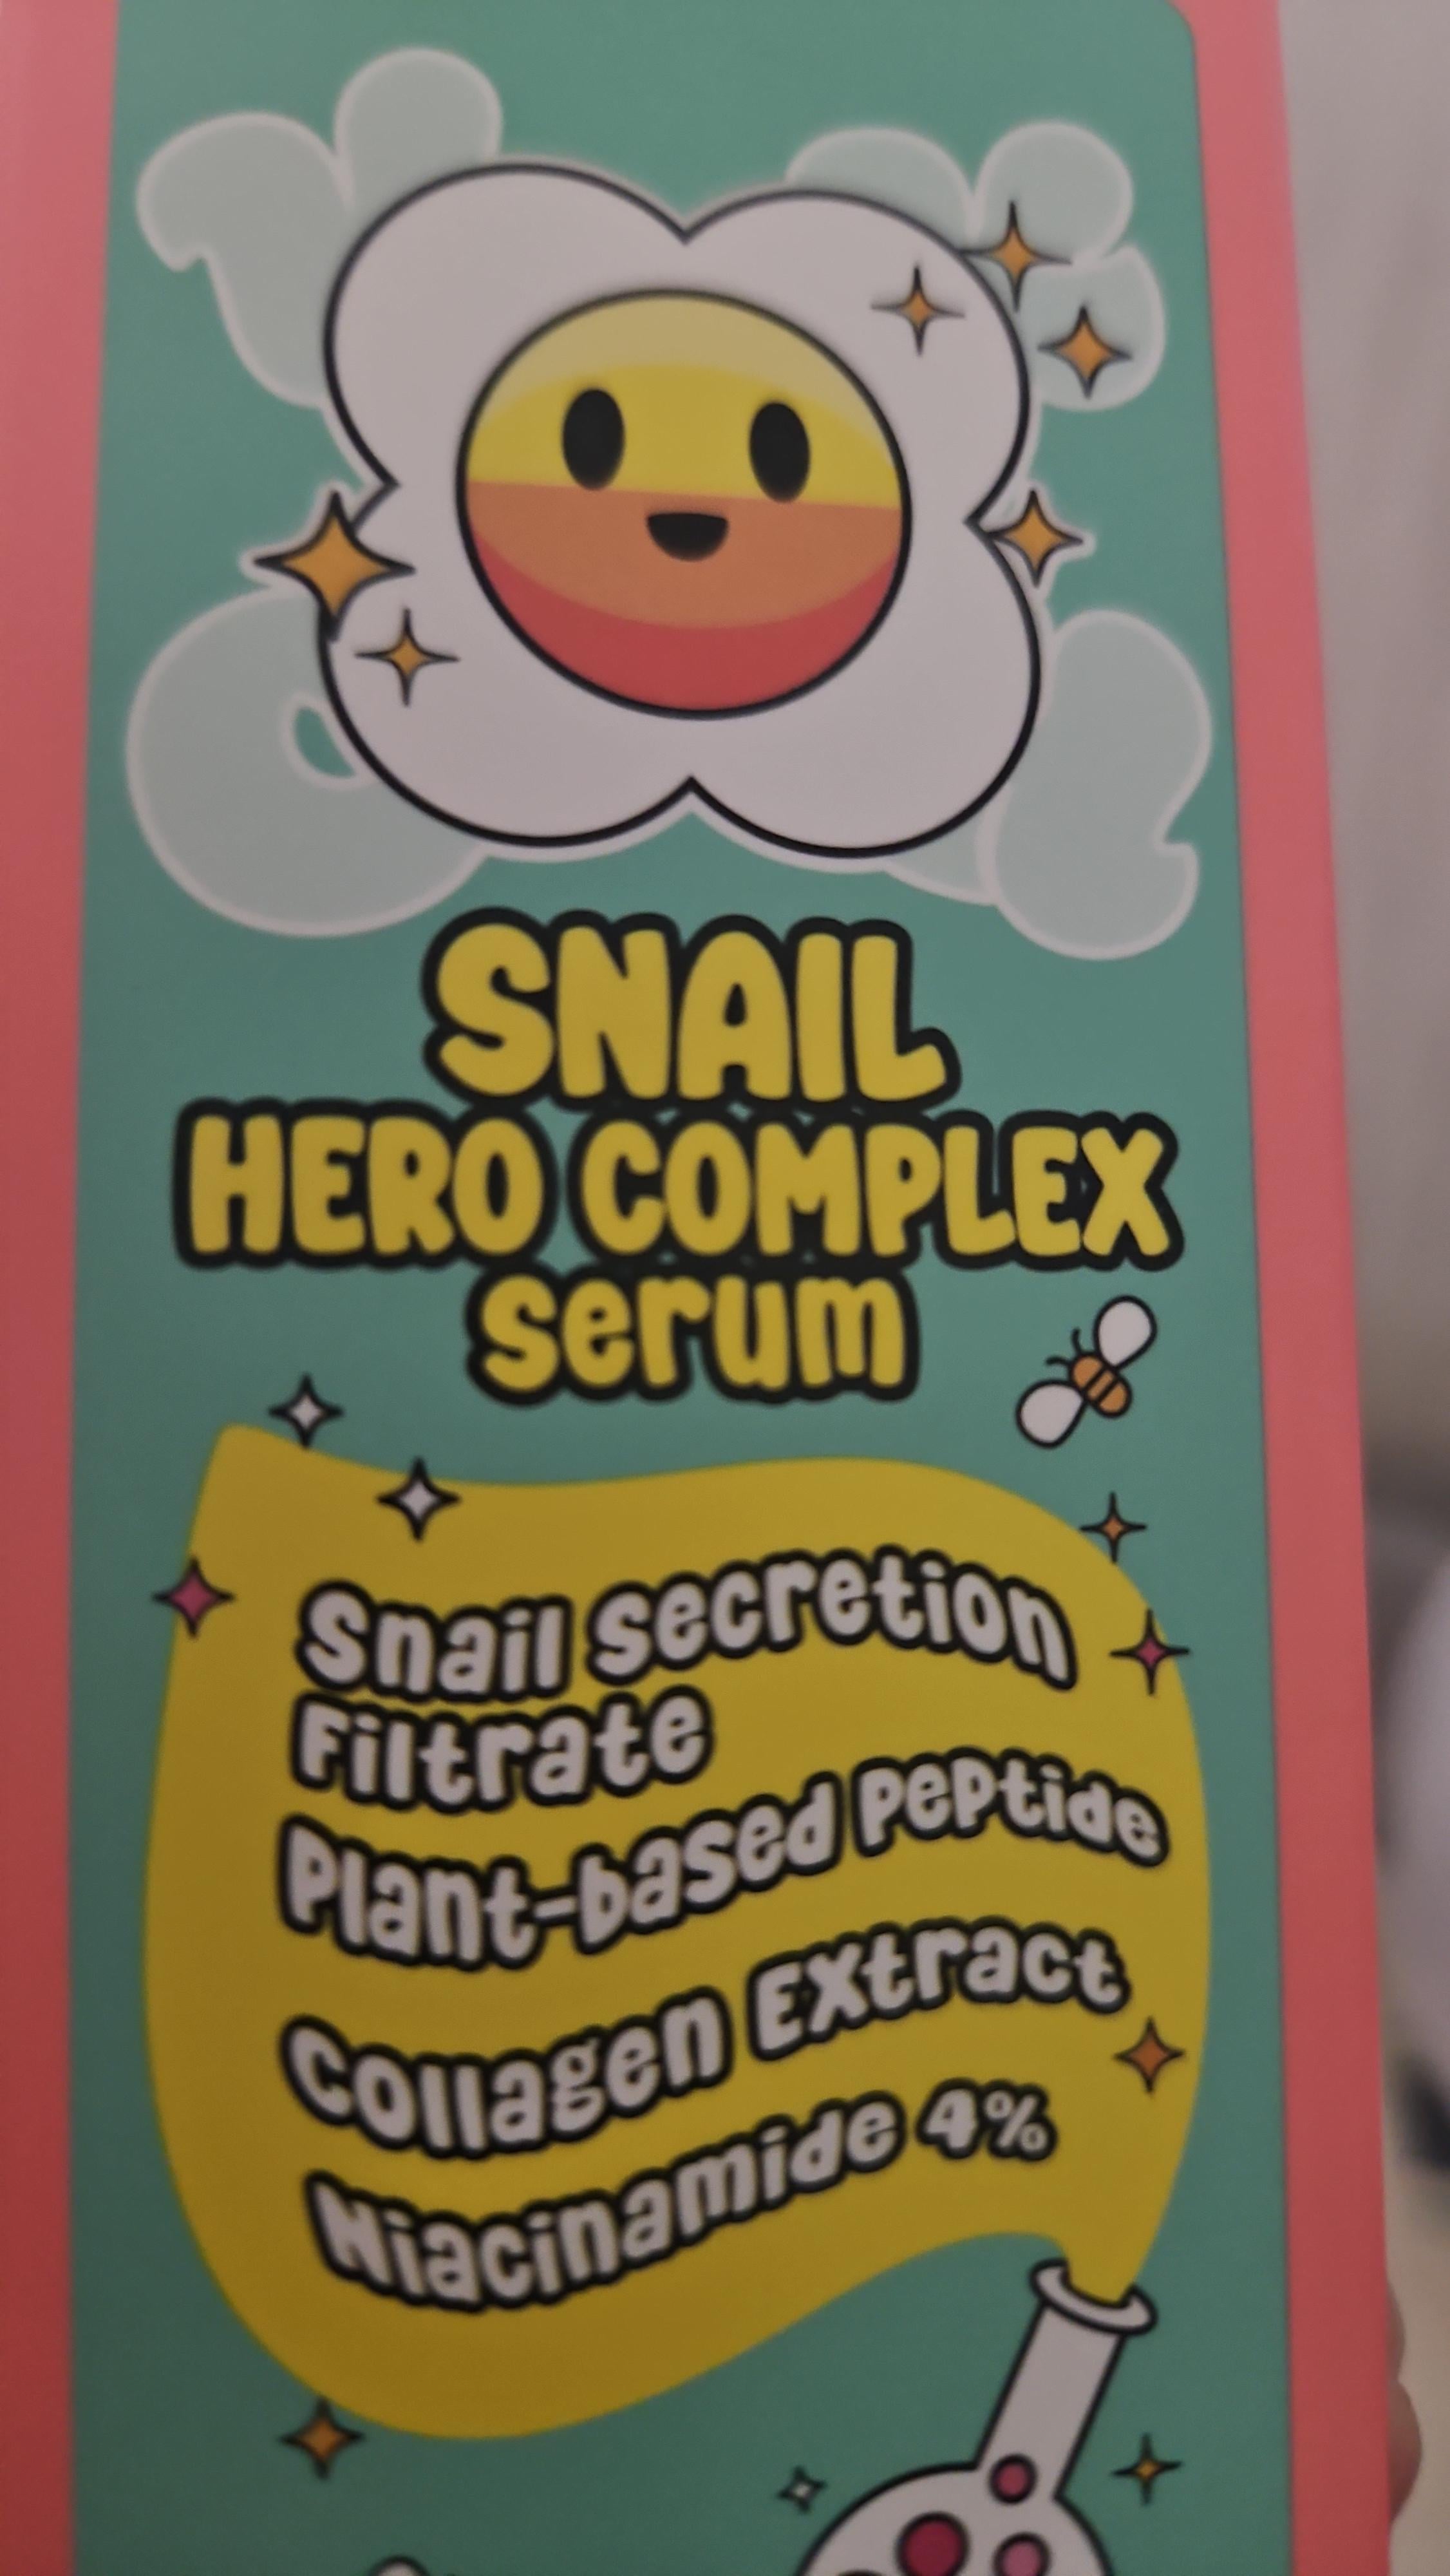 SNAIL
HERO COMPLEX
serum
Snail secretion
Filtrate
Plant-based Peptide
Collagen Extract
Niacinamide 4%